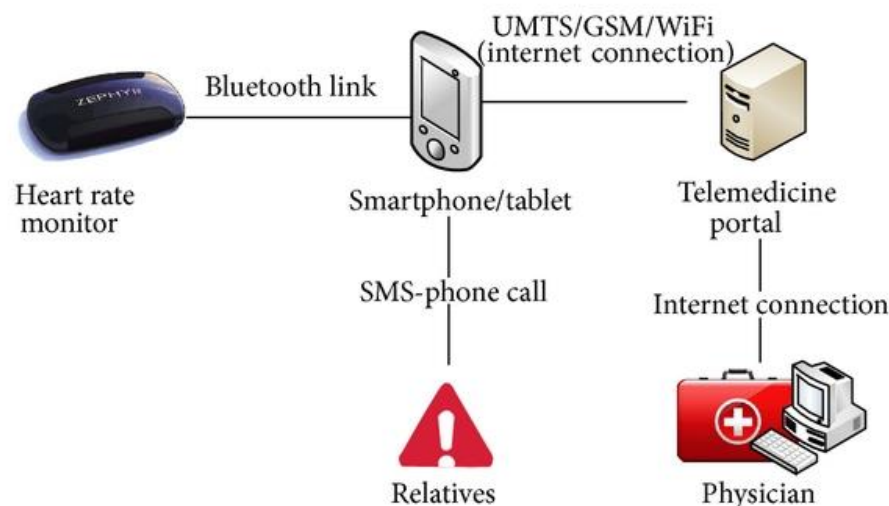 UMTS/GSM/WiFi
(internet connection)
Bluetooth link
ZEPHYR
Heart rate
monitor
Smartphone/tablet
Telemedicine
portal
SMS-phone call
Internet connection
Relatives
Physician